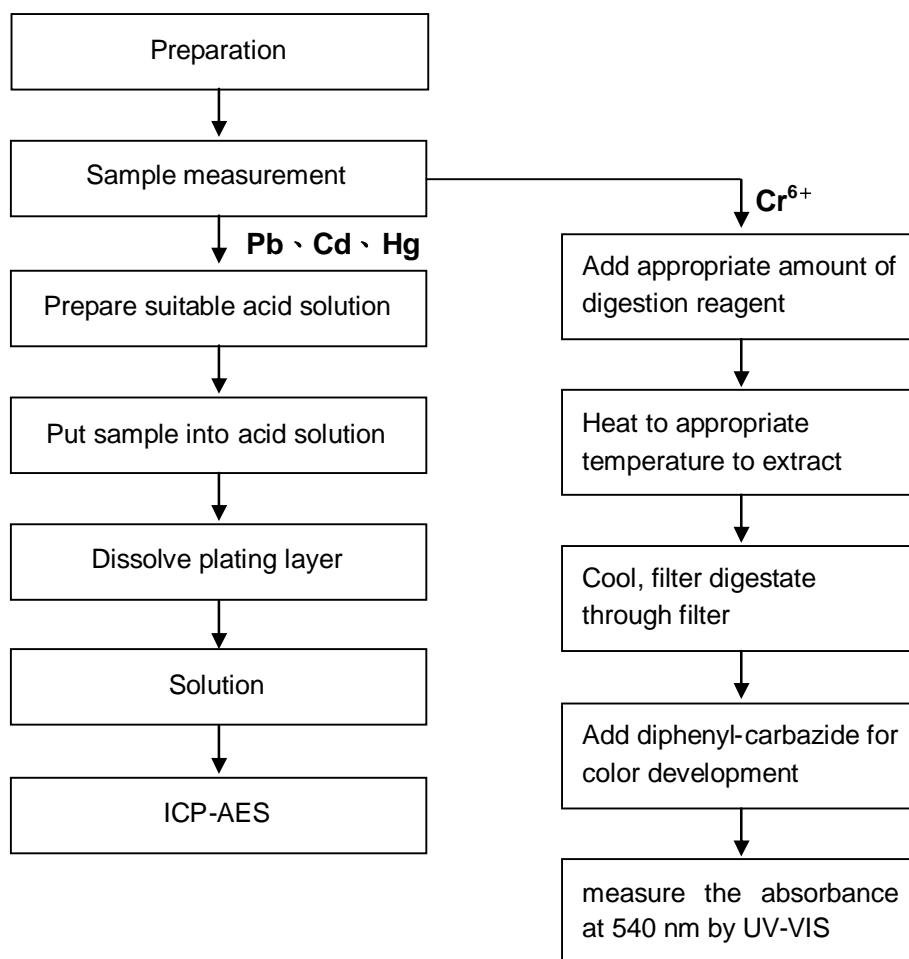 Preparation
Sample measurement
Pb、Cd、Hg
Prepare suitable acid solution
Put sample into acid solution
Dissolve plating layer
Solution
ICP-AES
Cr⁶⁺
Add appropriate amount of
digestion reagent
Heat to appropriate
temperature to extract
Cool, filter digestate
through filter
Add diphenyl-carbazide for
color development
measure the absorbance
at 540 nm by UV-VIS